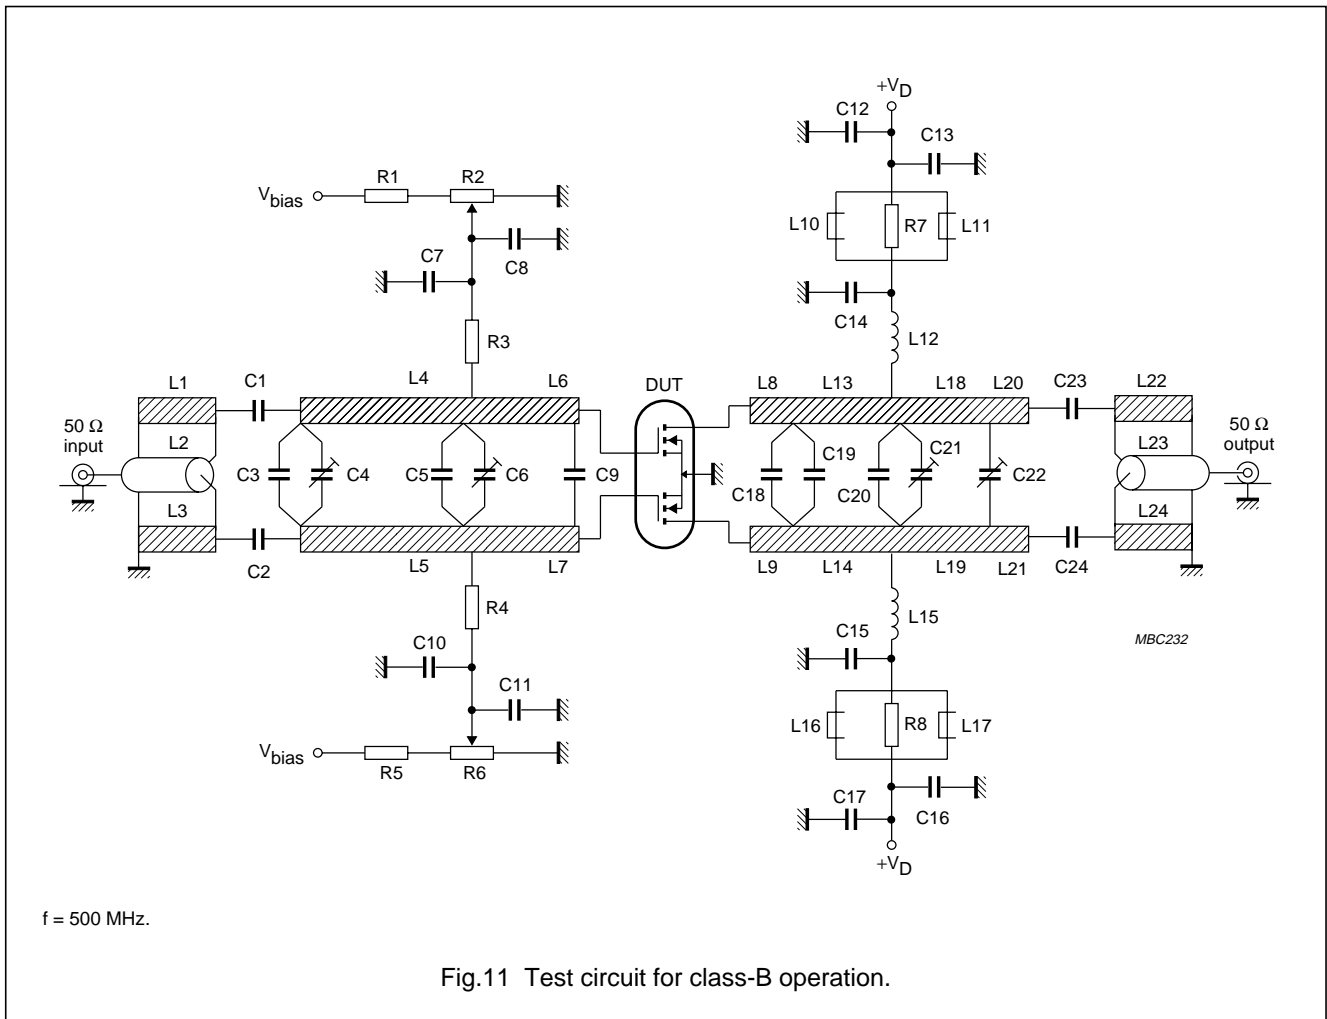 +VD
C12
C13
R1
R2
Vbias
L10
R7
L11
C7
C8
C14
L12
R3
L1
C1
L4
L6
DUT
L8
L13
L18
L20
C23
L22
50 Ω
input
L2
C3
C4
C5
C6
C9
C18
C19
C20
C21
C22
L23
50 Ω
output
L3
L24
C2
L5
L7
L9
L14
L19
L21
C24
R4
L15
C10
C15
MBC232
C11
L16
R8
L17
Vbias
R5
R6
C17
C16
+VD
f = 500 MHz.
Fig.11 Test circuit for class-B operation.